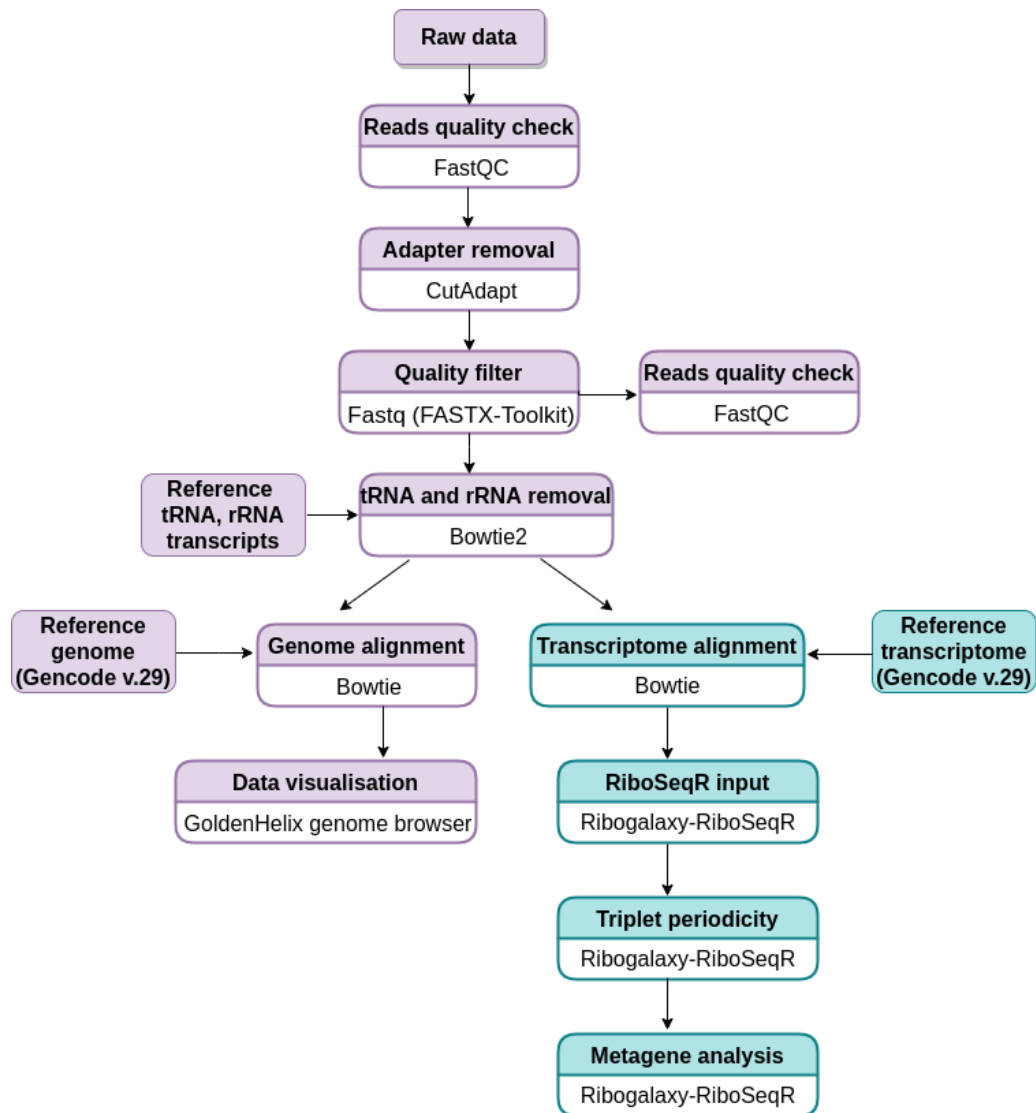 Raw data
Reads quality check
FastQC
Adapter removal
CutAdapt
Quality filter
Fastq (FASTX-Toolkit)
Reads quality check
FastQC
Reference
tRNA, rRNA
transcripts
tRNA and rRNA removal
Bowtie2
Reference
genome
(Gencode v.29)
Genome alignment
Bowtie
Transcriptome alignment
Bowtie
Reference
transcriptome
(Gencode v.29)
Data visualisation
GoldenHelix genome browser
RiboSeqR input
Ribogalaxy-RiboSeqR
Triplet periodicity
Ribogalaxy-RiboSeqR
Metagene analysis
Ribogalaxy-RiboSeqR